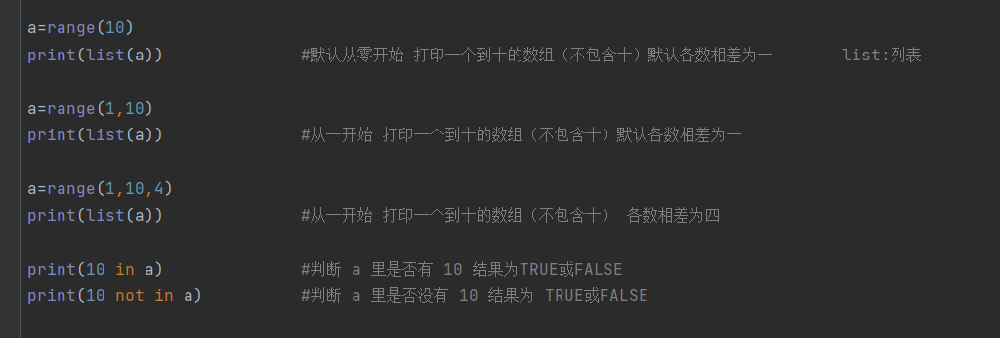 a=range(10)
print(list(a)) #默认从零开始 打印一个到十的数组（不包含十）默认各数相差为一 list:列表
a=range(1,10)
print(list(a)) #从一开始 打印一个到十的数组（不包含十）默认各数相差为一
a=range(1,10,4)
print(list(a)) #从一开始 打印一个到十的数组（不包含十） 各数相差为四
print(10 in a) #判断 a 里是否有 10 结果为TRUE或FALSE
print(10 not in a) #判断 a 里是否没有 10 结果为 TRUE或FALSE